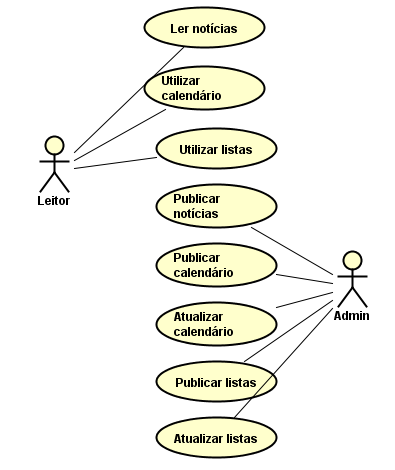 Ler notícias
Utilizar
calendário
Utilizar listas
Leitor
Publicar
notícias
Publicar
calendário
Admin
Atualizar
calendário
Publicar listas
Atualizar listas